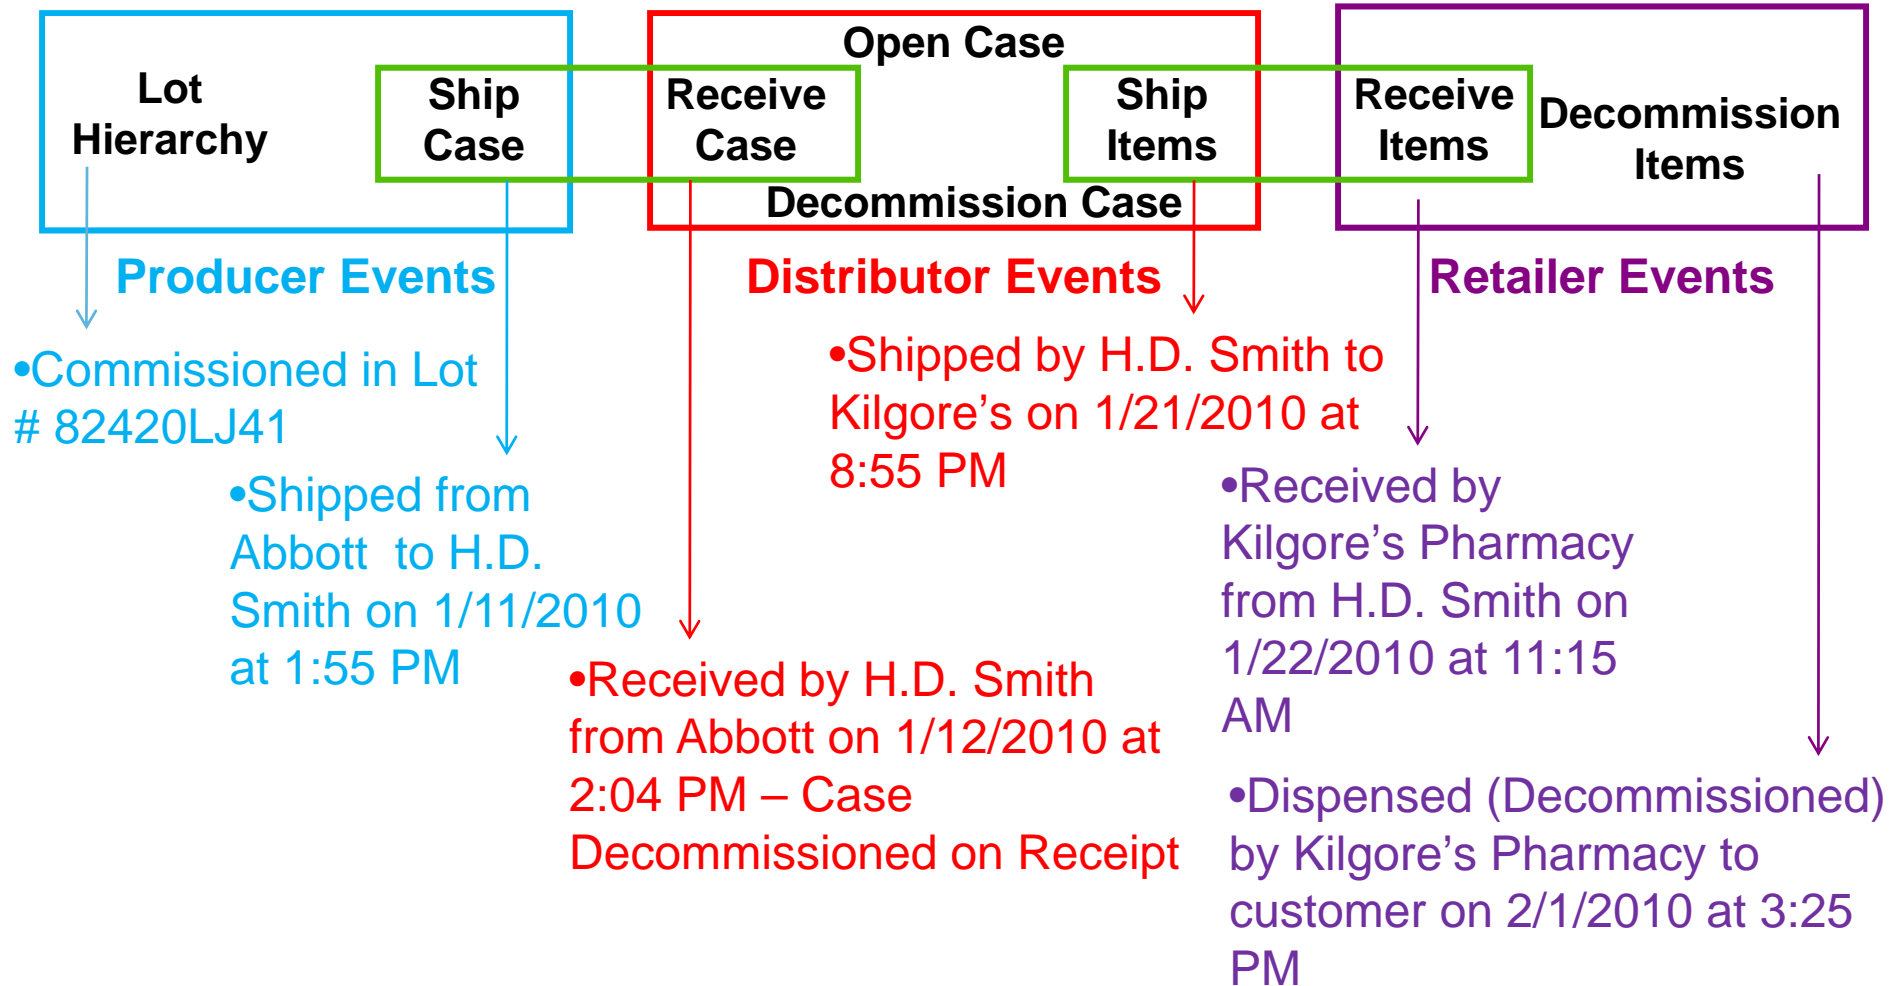 Lot
Hierarchy
Ship
Case
Receive
Case
Open Case
Decommission Case
Ship
Items
Receive
Items
Decommission
Items
Producer Events
Distributor Events
Retailer Events
•Commissioned in Lot
# 82420LJ41
•Shipped from
Abbott to H.D.
Smith on 1/11/2010
at 1:55 PM
•Received by H.D. Smith
from Abbott on 1/12/2010 at
2:04 PM – Case
Decommissioned on Receipt
•Shipped by H.D. Smith to
Kilgore’s on 1/21/2010 at
8:55 PM
•Received by
Kilgore’s Pharmacy
from H.D. Smith on
1/22/2010 at 11:15
AM
•Dispensed (Decommissioned)
by Kilgore’s Pharmacy to
customer on 2/1/2010 at 3:25
PM